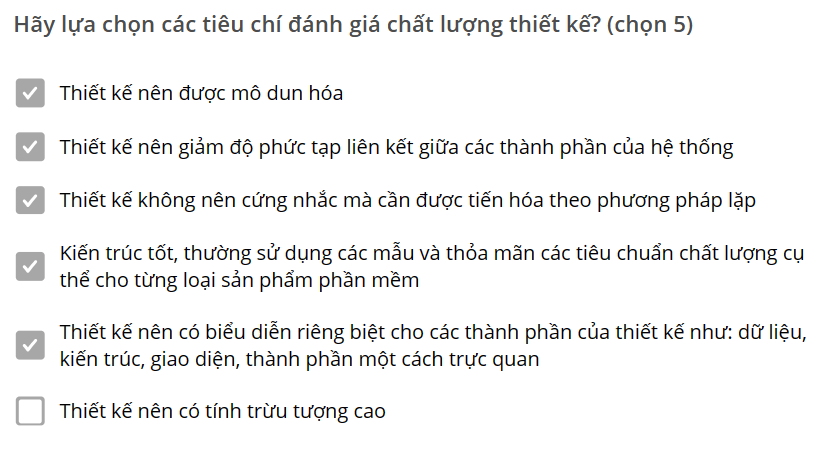 Hãy lựa chọn các tiêu chí đánh giá chất lượng thiết kế? (chọn 5)
Thiết kế nên được mô dun hóa
Thiết kế nên giảm độ phức tạp liên kết giữa các thành phần của hệ thống
Thiết kế không nên cứng nhắc mà cần được tiến hóa theo phương pháp lặp
Kiến trúc tốt, thường sử dụng các mẫu và thỏa mãn các tiêu chuẩn chất lượng cụ
thể cho từng loại sản phẩm phần mềm
Thiết kế nên có biểu diễn riêng biệt cho các thành phần của thiết kế như: dữ liệu,
kiến trúc, giao diện, thành phần một cách trực quan
Thiết kế nên có tính trừu tượng cao